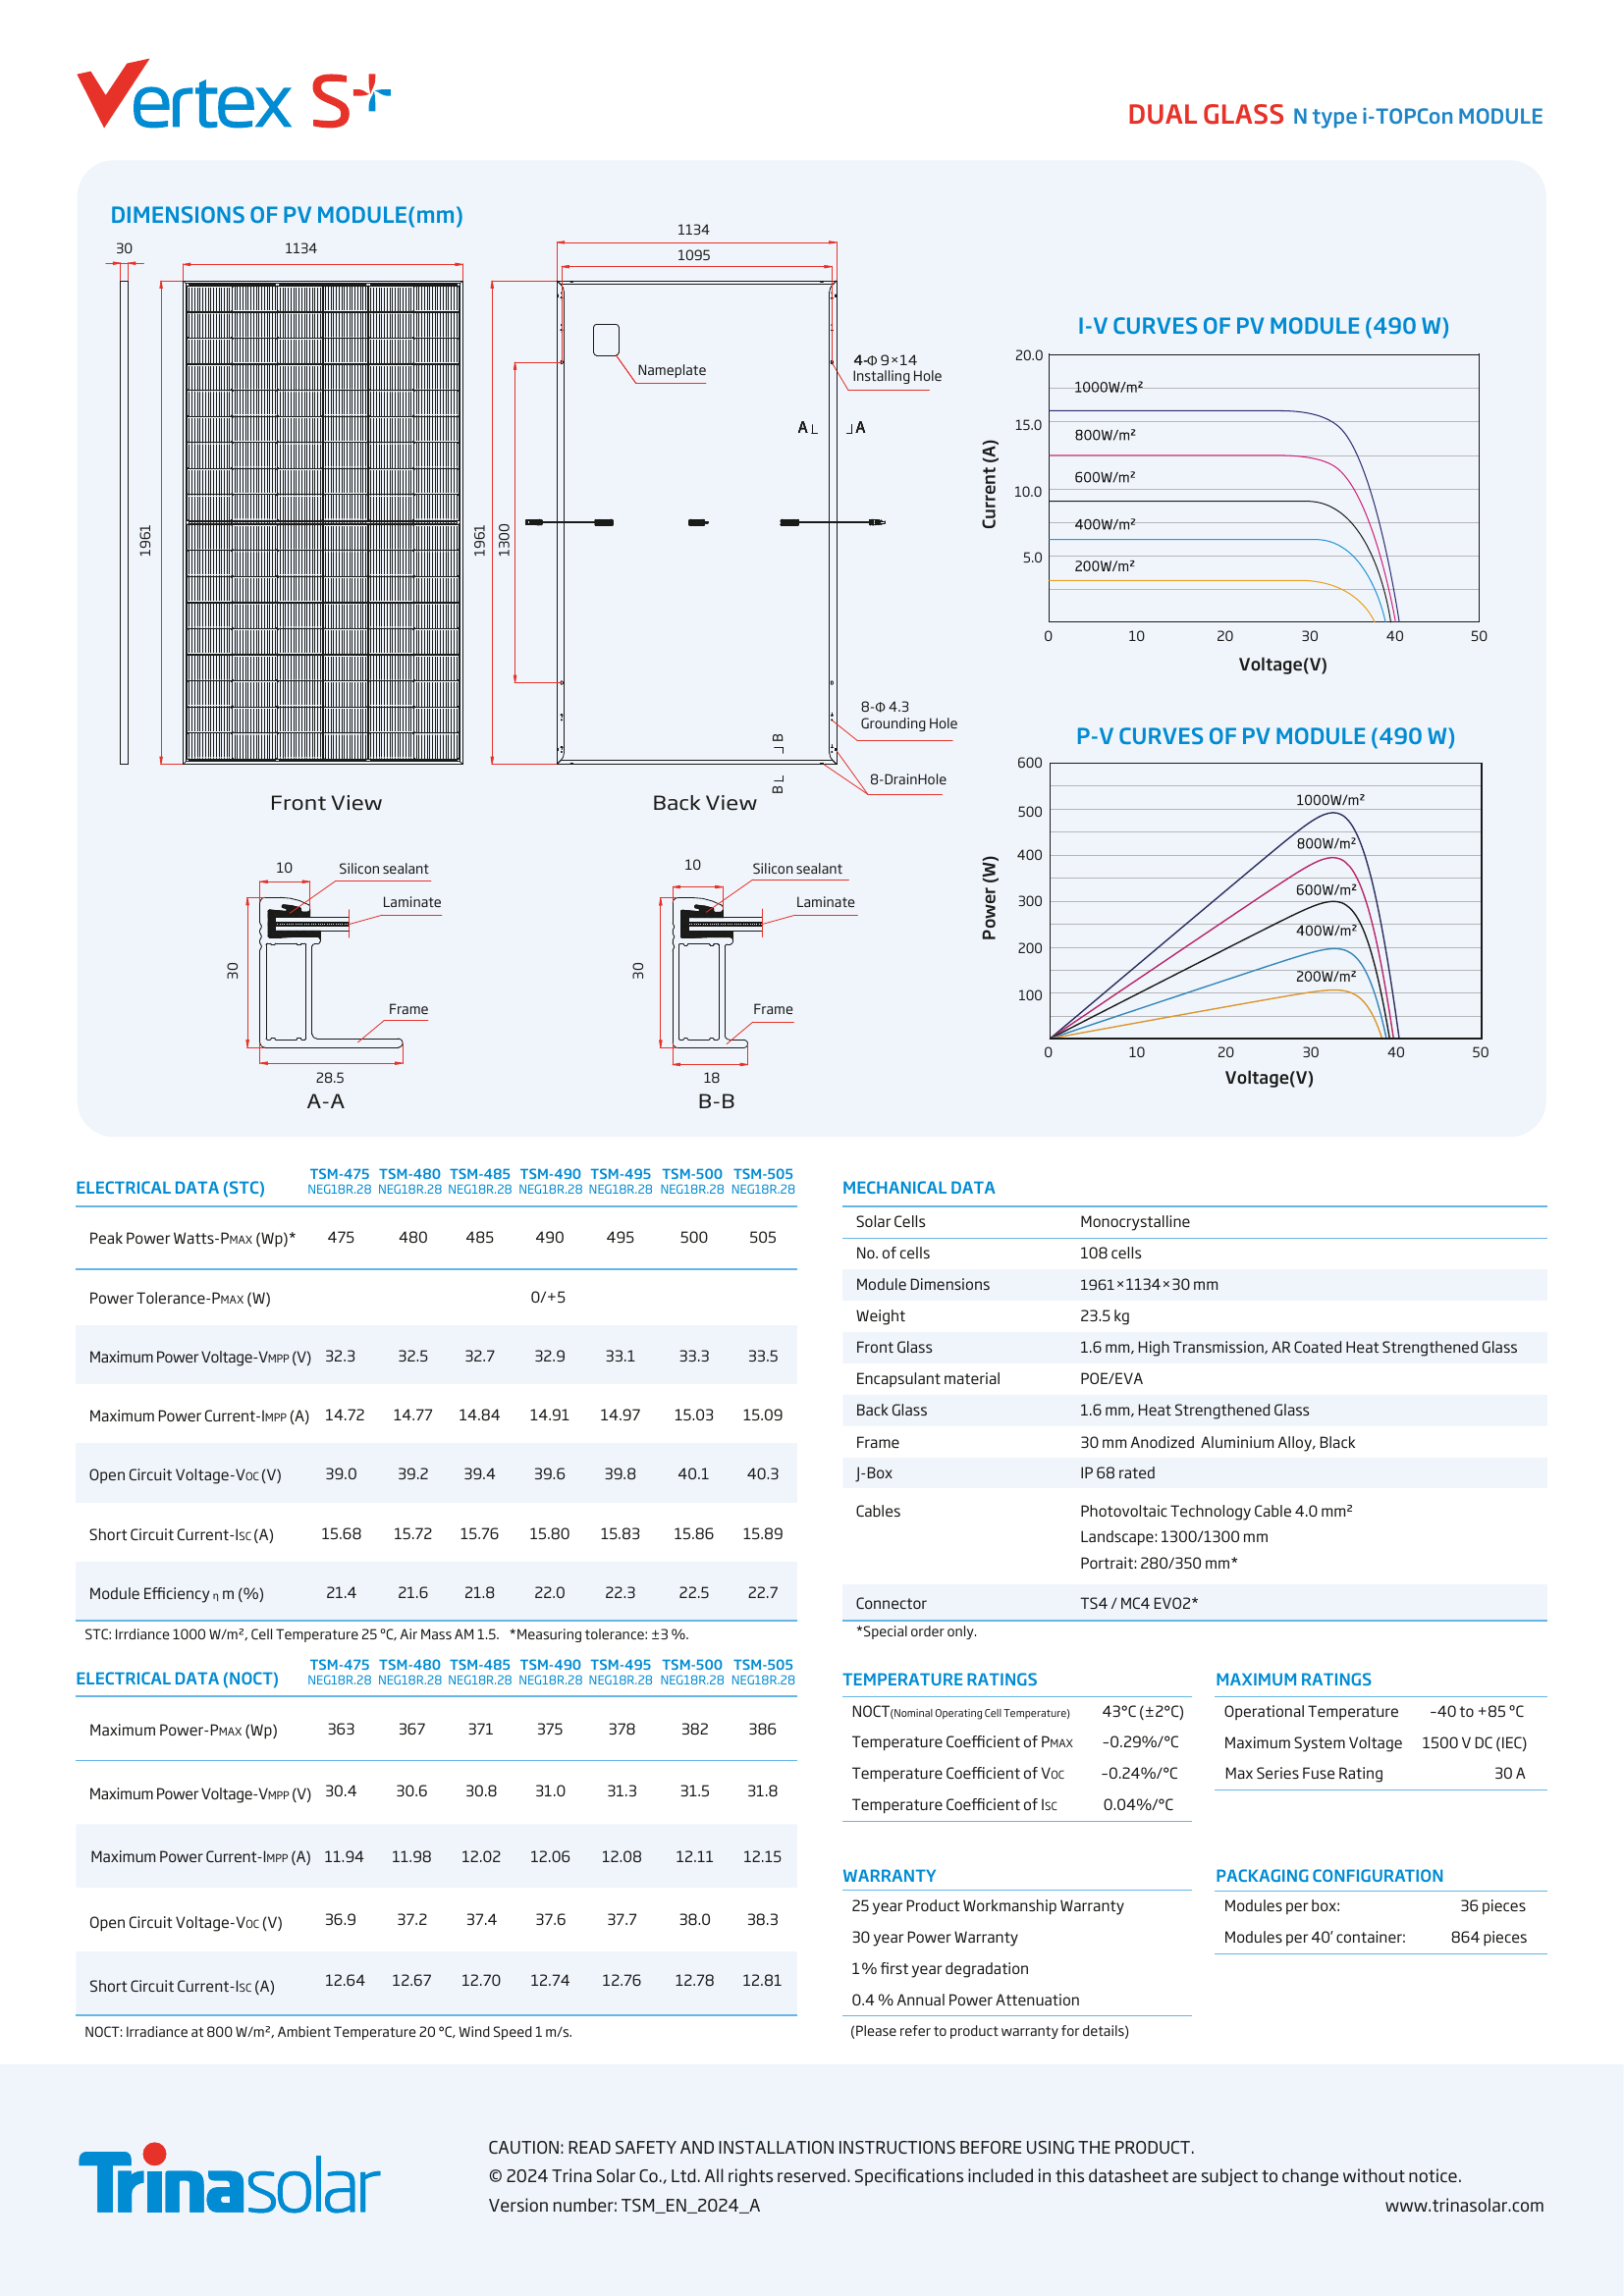 Vertex S+
DUAL GLASS N type i-TOPCon MODULE
DIMENSIONS OF PV MODULE(mm)
30
1134
1961
Front View
1134
1095
1961
1300
Nameplate
4-Φ 9×14
Installing Hole
A A
8-Φ 4.3
Grounding Hole
B
B
8-DrainHole
Back View
10
Silicon sealant
Laminate
30
Frame
28.5
A-A
10
Silicon sealant
Laminate
30
Frame
18
B-B
I-V CURVES OF PV MODULE (490 W)
20.0
15.0
10.0
5.0
Current (A)
1000W/m²
800W/m²
600W/m²
400W/m²
200W/m²
0 10 20 30 40 50
Voltage(V)
P-V CURVES OF PV MODULE (490 W)
600
500
400
300
200
100
Power (W)
1000W/m²
800W/m²
600W/m²
400W/m²
200W/m²
0 10 20 30 40 50
Voltage(V)
ELECTRICAL DATA (STC) TSM-475 NEG18R.28 TSM-480 NEG18R.28 TSM-485 NEG18R.28 TSM-490 NEG18R.28 TSM-495 NEG18R.28 TSM-500 NEG18R.28 TSM-505 NEG18R.28
Peak Power Watts-PMAX (Wp)* 475 480 485 490 495 500 505
Power Tolerance-PMAX (W) 0/+5
Maximum Power Voltage-VMPP (V) 32.3 32.5 32.7 32.9 33.1 33.3 33.5
Maximum Power Current-IMPP (A) 14.72 14.77 14.84 14.91 14.97 15.03 15.09
Open Circuit Voltage-VOC (V) 39.0 39.2 39.4 39.6 39.8 40.1 40.3
Short Circuit Current-ISC (A) 15.68 15.72 15.76 15.80 15.83 15.86 15.89
Module Efficiency η m (%) 21.4 21.6 21.8 22.0 22.3 22.5 22.7
STC: Irrdiance 1000 W/m², Cell Temperature 25 °C, Air Mass AM 1.5. *Measuring tolerance: ±3 %.
ELECTRICAL DATA (NOCT) TSM-475 NEG18R.28 TSM-480 NEG18R.28 TSM-485 NEG18R.28 TSM-490 NEG18R.28 TSM-495 NEG18R.28 TSM-500 NEG18R.28 TSM-505 NEG18R.28
Maximum Power-PMAX (Wp) 363 367 371 375 378 382 386
Maximum Power Voltage-VMPP (V) 30.4 30.6 30.8 31.0 31.3 31.5 31.8
Maximum Power Current-IMPP (A) 11.94 11.98 12.02 12.06 12.08 12.11 12.15
Open Circuit Voltage-VOC (V) 36.9 37.2 37.4 37.6 37.7 38.0 38.3
Short Circuit Current-ISC (A) 12.64 12.67 12.70 12.74 12.76 12.78 12.81
NOCT: Irradiance at 800 W/m², Ambient Temperature 20 °C, Wind Speed 1 m/s.
MECHANICAL DATA
Solar Cells Monocrystalline
No. of cells 108 cells
Module Dimensions 1961×1134×30 mm
Weight 23.5 kg
Front Glass 1.6 mm, High Transmission, AR Coated Heat Strengthened Glass
Encapsulant material POE/EVA
Back Glass 1.6 mm, Heat Strengthened Glass
Frame 30 mm Anodized Aluminium Alloy, Black
J-Box IP 68 rated
Cables Photovoltaic Technology Cable 4.0 mm²
Landscape: 1300/1300 mm
Portrait: 280/350 mm*
Connector TS4 / MC4 EVO2*
*Special order only.
TEMPERATURE RATINGS
NOCT(Nominal Operating Cell Temperature) 43°C (±2°C)
Temperature Coefficient of PMAX –0.29%/°C
Temperature Coefficient of VOC –0.24%/°C
Temperature Coefficient of ISC 0.04%/°C
MAXIMUM RATINGS
Operational Temperature –40 to +85 °C
Maximum System Voltage 1500 V DC (IEC)
Max Series Fuse Rating 30 A
WARRANTY
25 year Product Workmanship Warranty
30 year Power Warranty
1% first year degradation
0.4 % Annual Power Attenuation
(Please refer to product warranty for details)
PACKAGING CONFIGURATION
Modules per box: 36 pieces
Modules per 40’ container: 864 pieces
Trinasolar
CAUTION: READ SAFETY AND INSTALLATION INSTRUCTIONS BEFORE USING THE PRODUCT.
© 2024 Trina Solar Co., Ltd. All rights reserved. Specifications included in this datasheet are subject to change without notice.
Version number: TSM_EN_2024_A
www.trinasolar.com